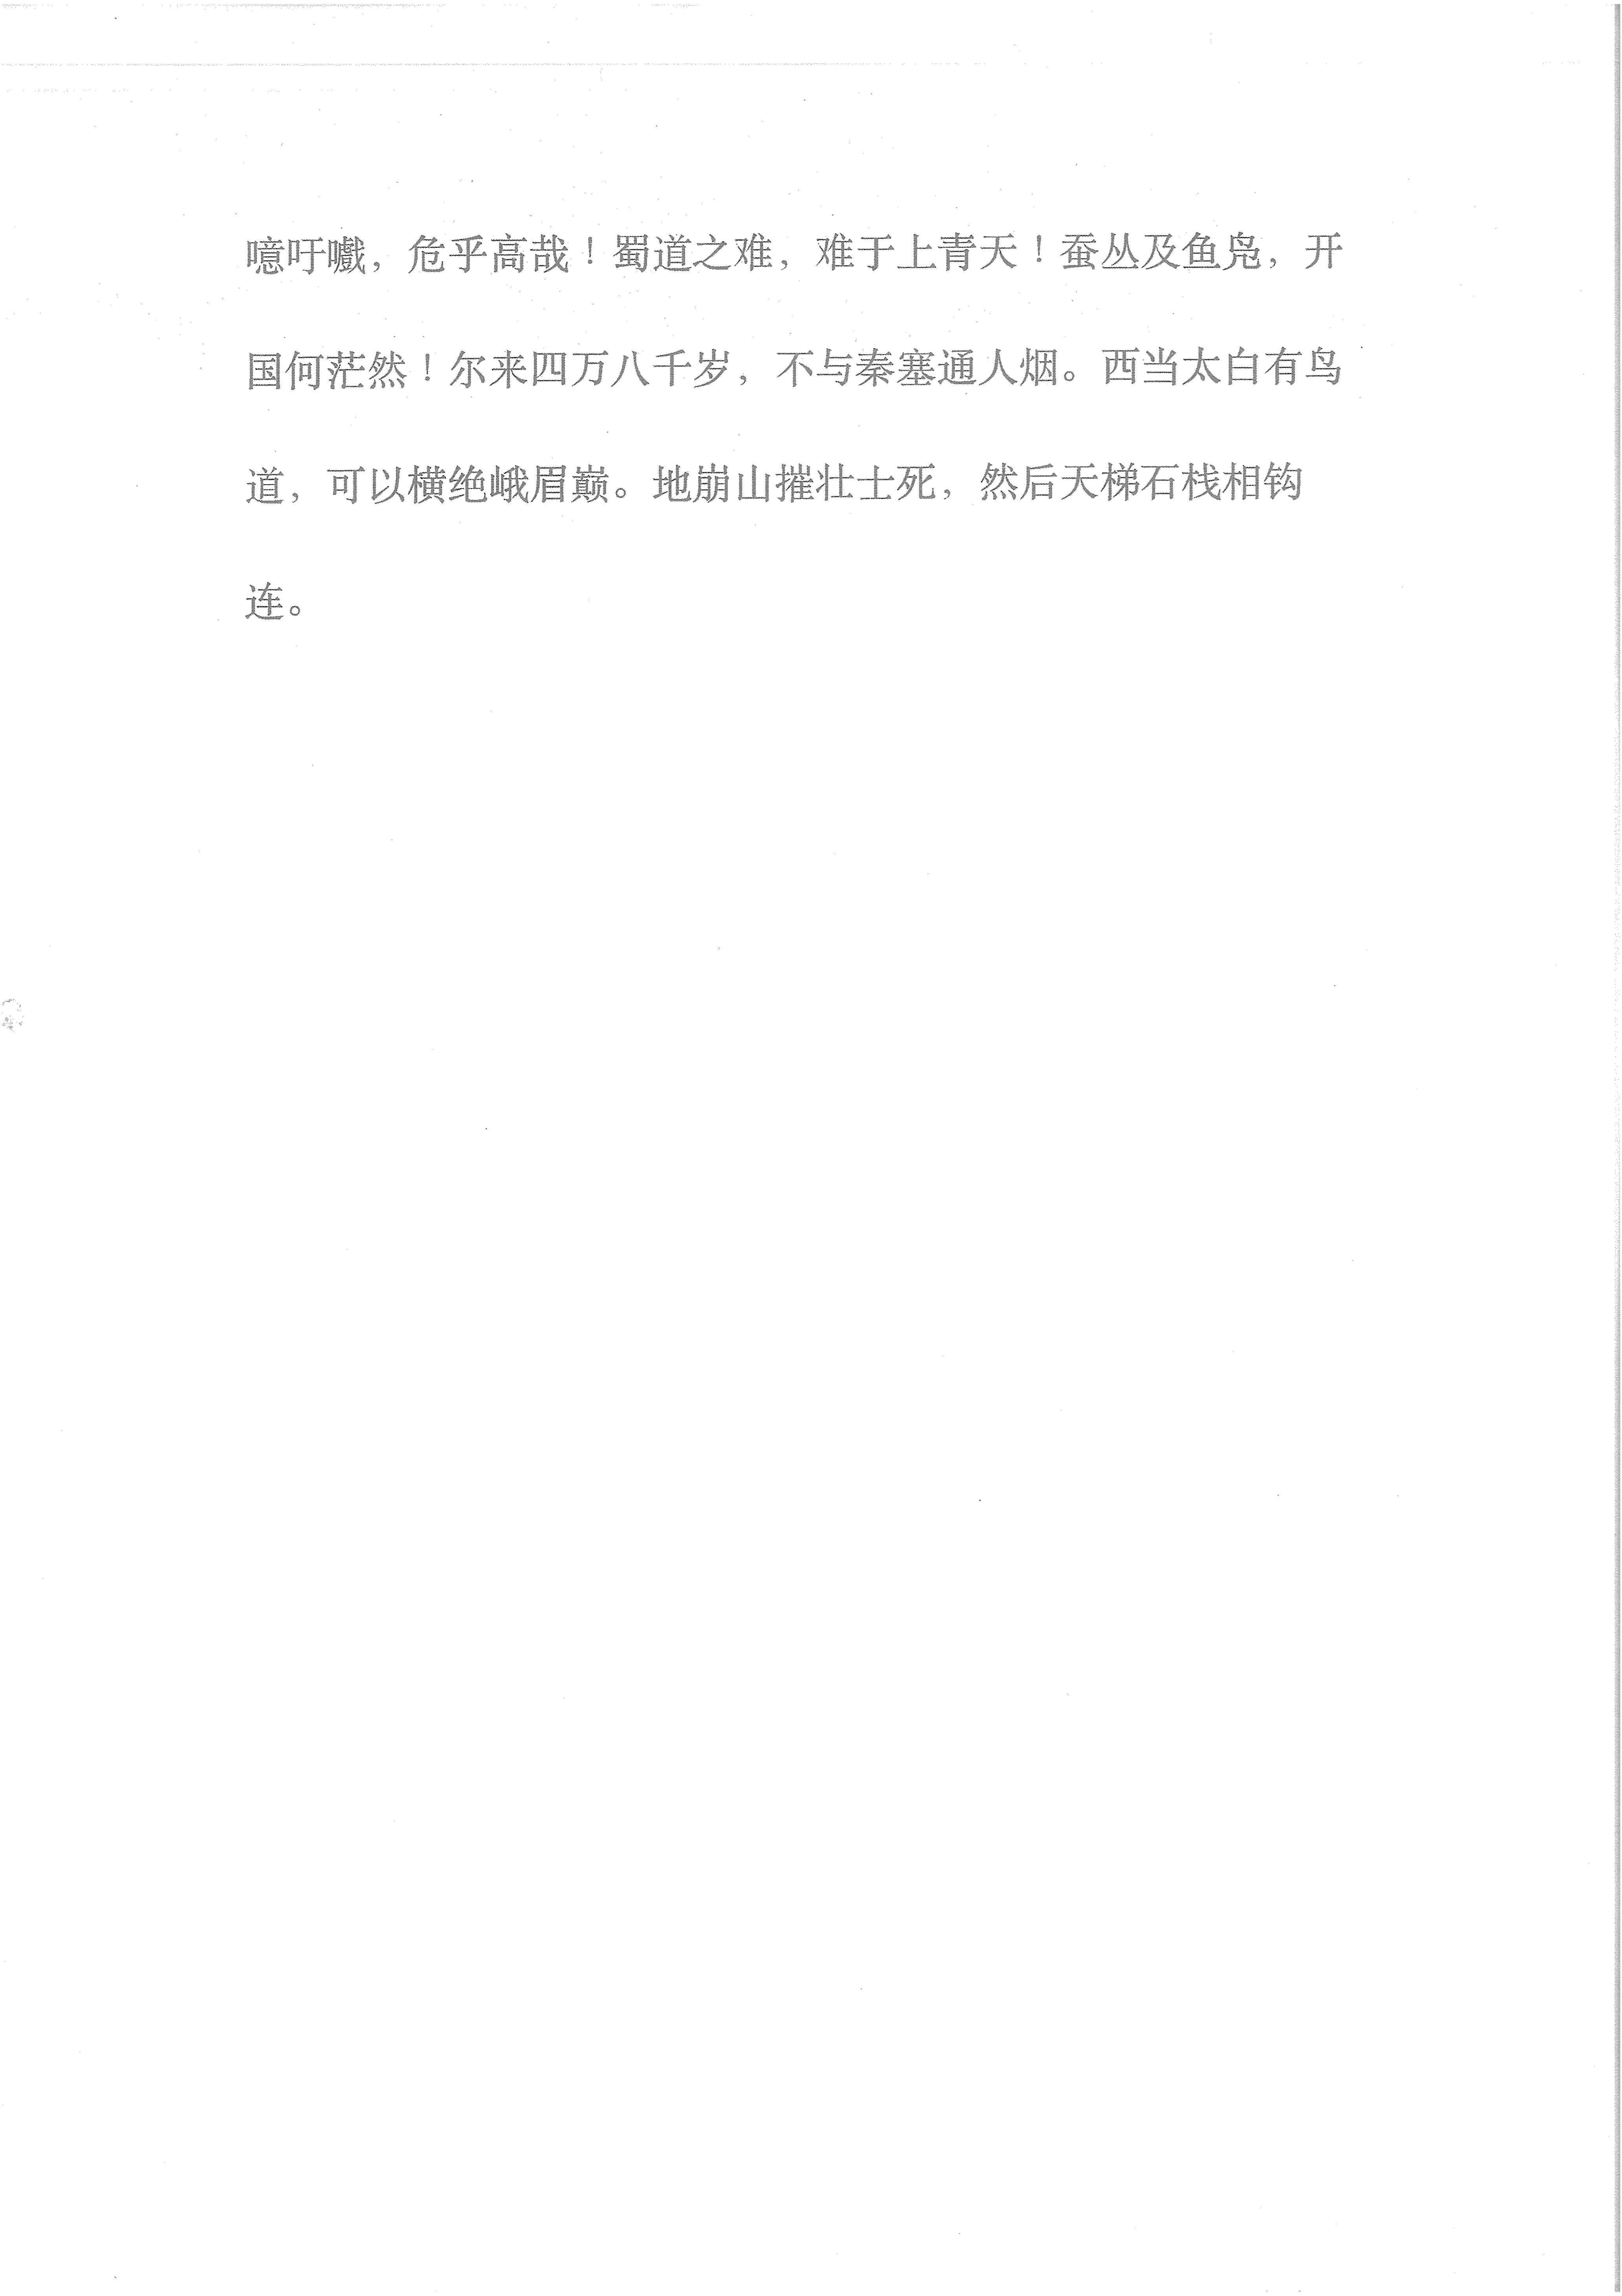 噫吁嚱，危乎高哉！蜀道之难，难于上青天！蚕丛及鱼凫，开
国何茫然！尔来四万八千岁，不与秦塞通人烟。西当太白有鸟
道，可以横绝峨眉巅。地崩山摧壮士死，然后天梯石栈相钩
连。